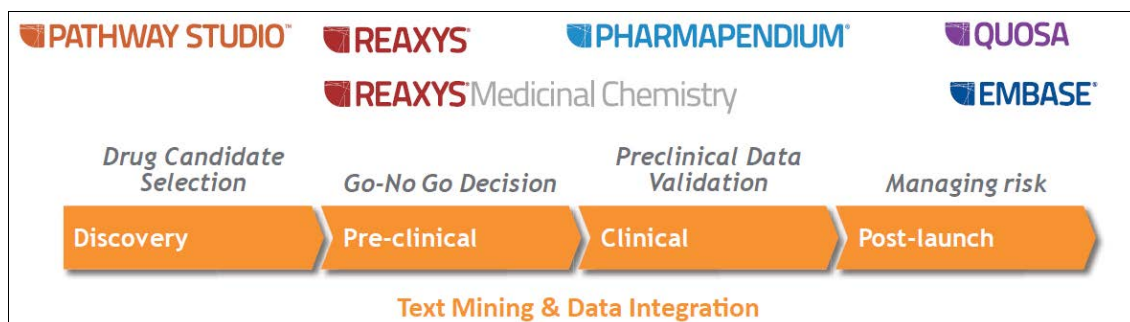 PATHWAY STUDIO™
REAXYS®
PHARMAPENDIUM®
QUOSA
REAXYS® Medicinal Chemistry
EMBASE®
Drug Candidate
Selection
Go-No Go Decision
Preclinical Data
Validation
Managing risk
Discovery
Pre-clinical
Clinical
Post-launch
Text Mining & Data Integration